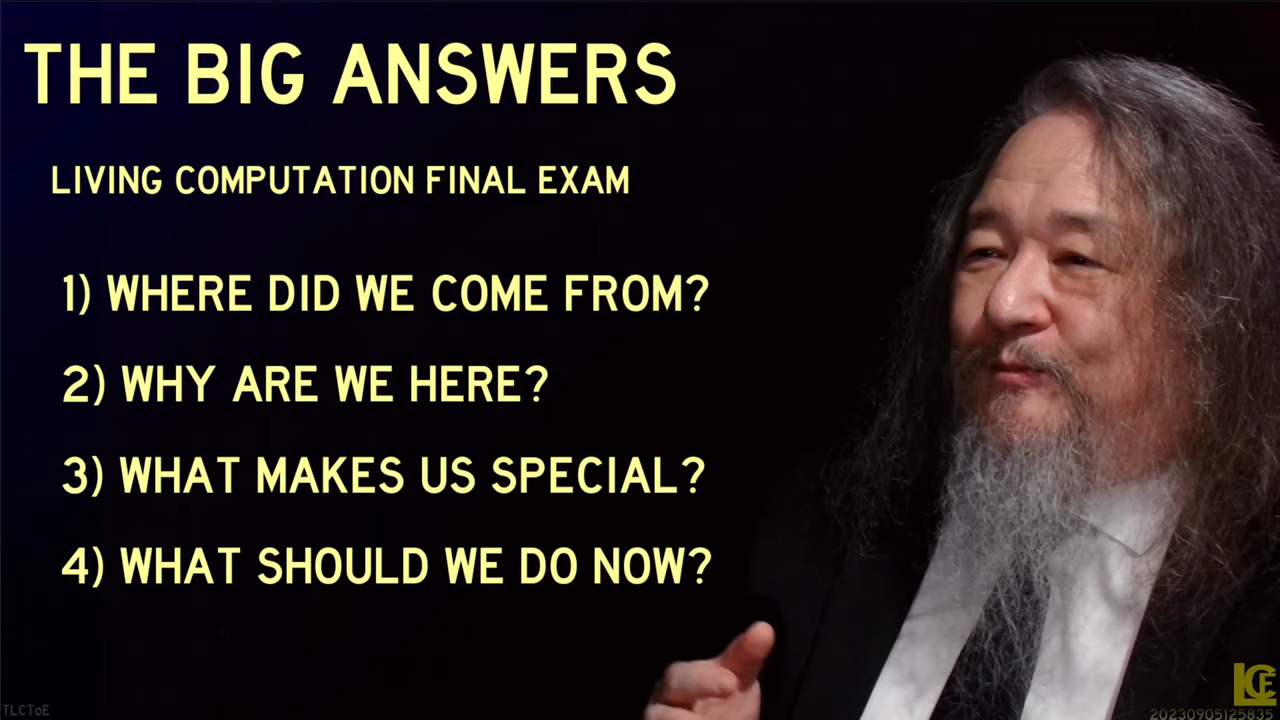 THE BIG ANSWERS
LIVING COMPUTATION FINAL EXAM
1) WHERE DID WE COME FROM?
2) WHY ARE WE HERE?
3) WHAT MAKES US SPECIAL?
4) WHAT SHOULD WE DO NOW?
TLCToE
20230905125835